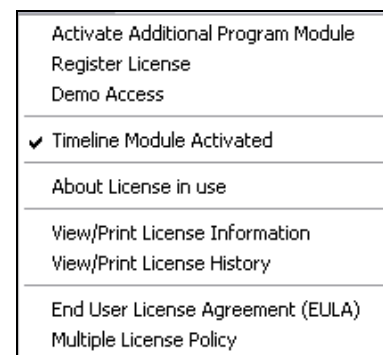 Activate Additional Program Module
Register License
Demo Access
Timeline Module Activated
About License in use
View/Print License Information
View/Print License History
End User License Agreement (EULA)
Multiple License Policy